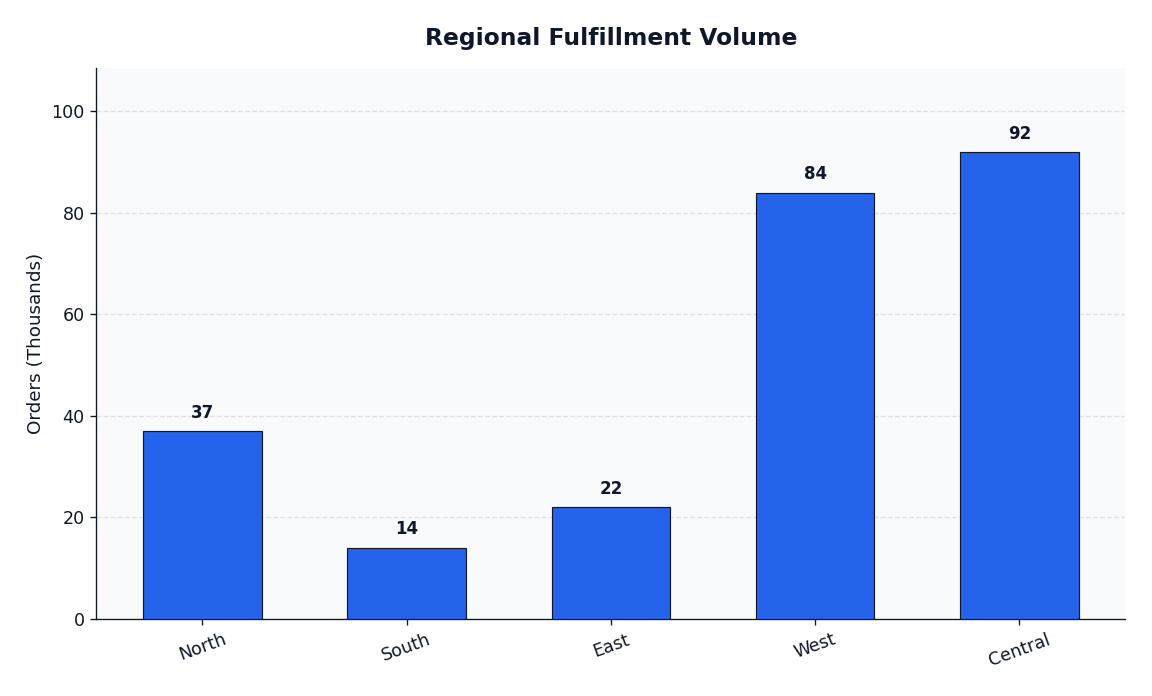 Regional Fulfillment Volume
Orders (Thousands)
100
80
60
40
20
0
37
14
22
84
92
North
South
East
West
Central